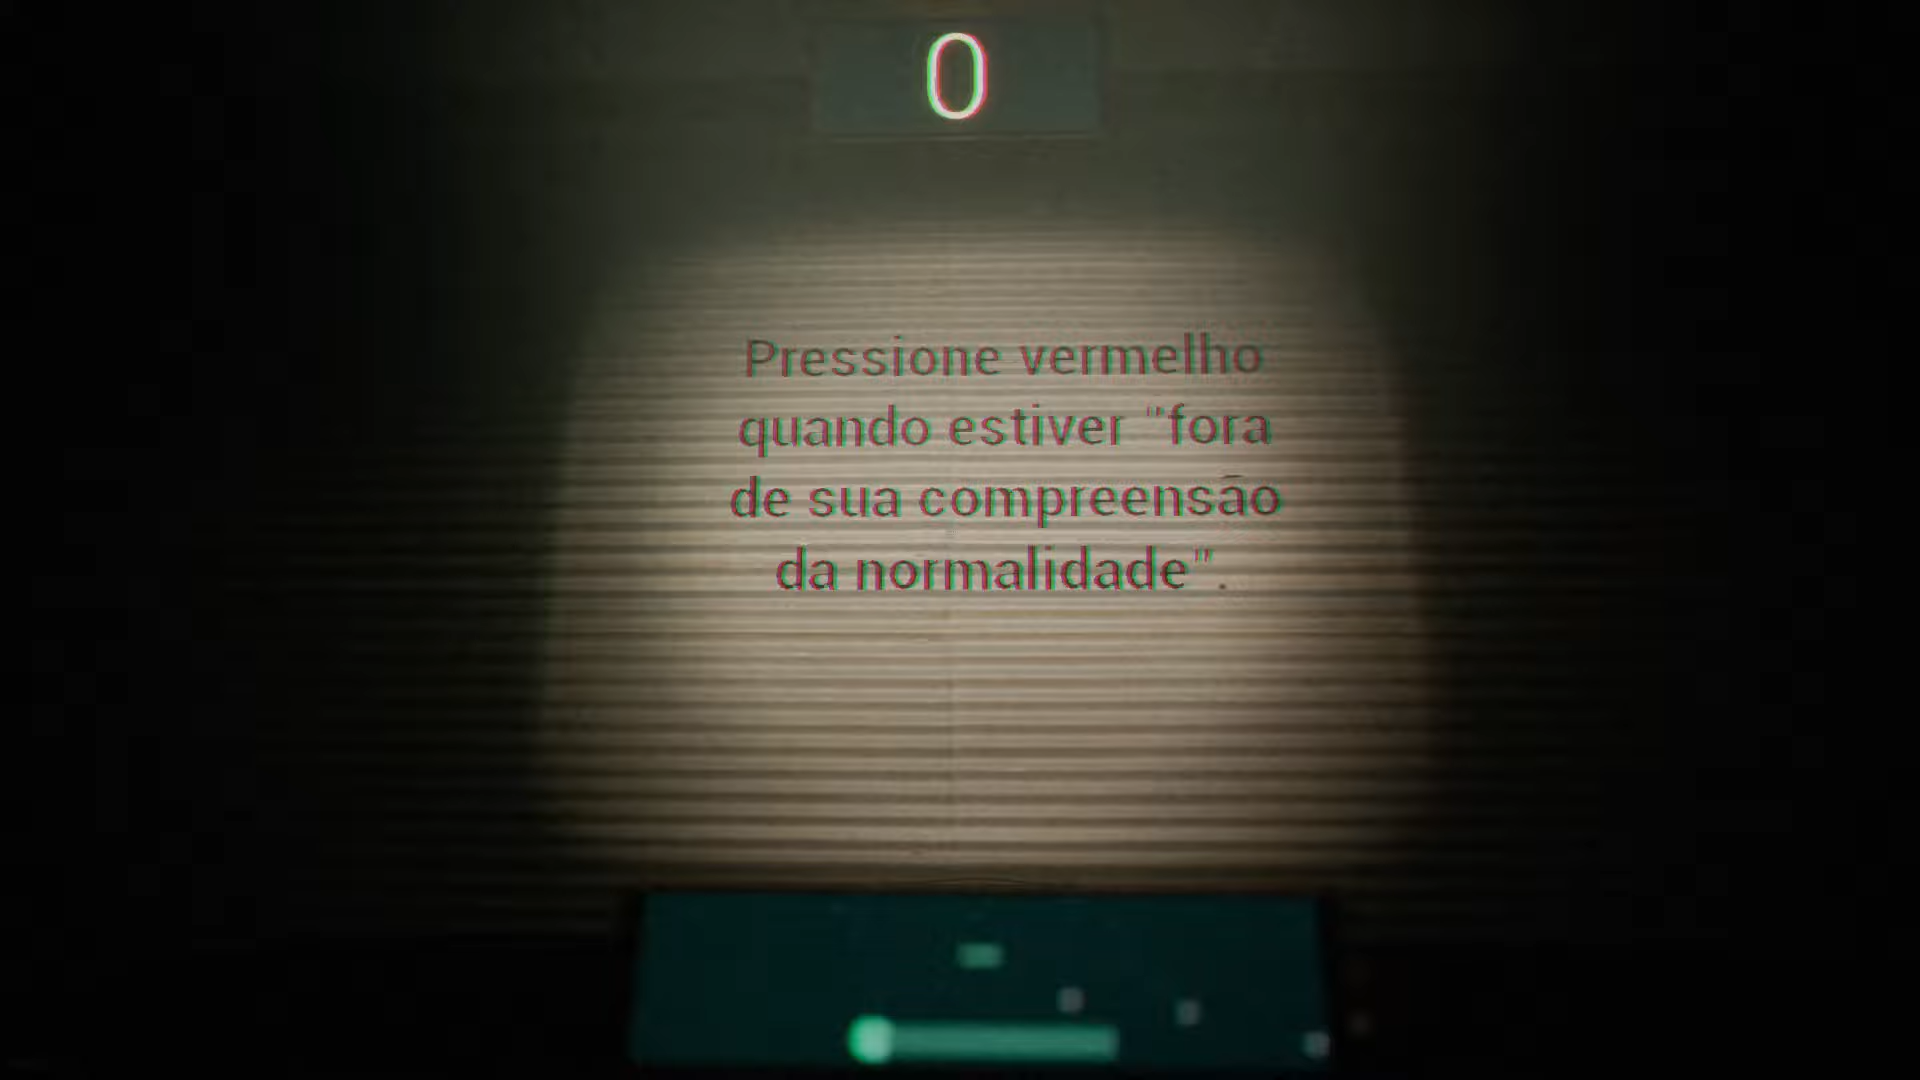 0
Pressione vermelho
quando estiver "fora
de sua compreensão
da normalidade".